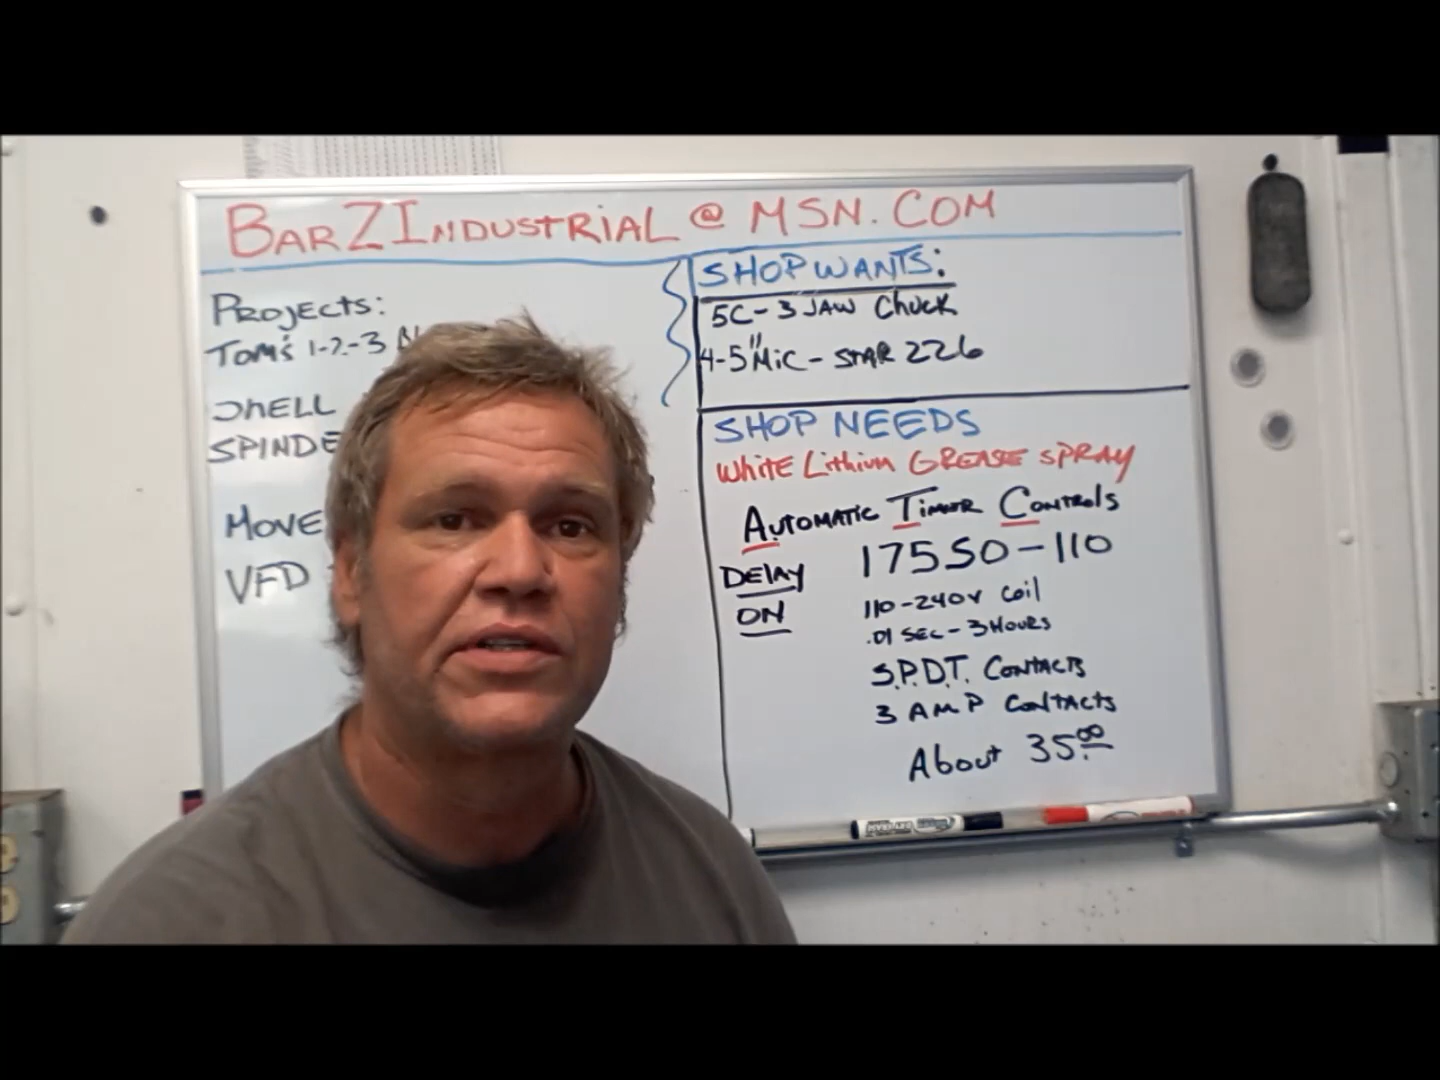 BARZINDUSTRIAL @ MSN.COM
PROJECTS:
TOM'S 1-2-3
SHELL
SPINDE
MOVE
VFD
SHOP WANTS:
5C-3 JAW CHUCK
4-5" MIC - STAR 226
SHOP NEEDS
WHITE LITHIUM GREASE SPRAY
AUTOMATIC TIMER CONTROLS
DELAY
ON
17550-110
110-240V COIL
.01 SEC - 3 HOURS
S.P.D.T. CONTACTS
3 AMP CONTACTS
About 35.00